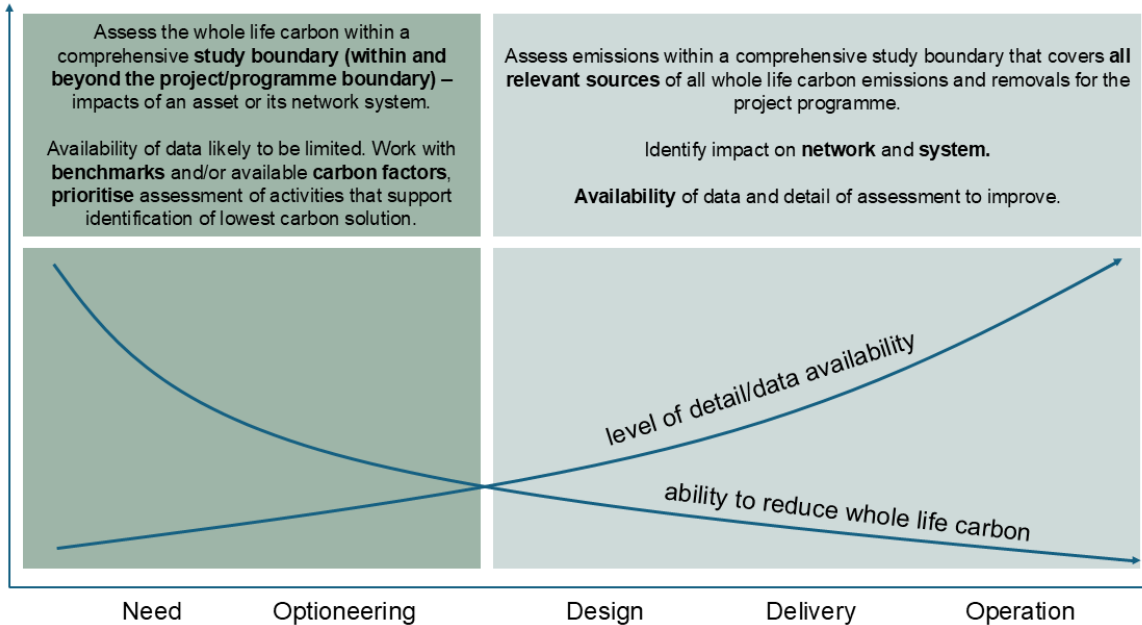 Assess the whole life carbon within a
comprehensive study boundary (within and
beyond the project/programme boundary) –
impacts of an asset or its network system.
Availability of data likely to be limited. Work with
benchmarks and/or available carbon factors,
prioritise assessment of activities that support
identification of lowest carbon solution.
Assess emissions within a comprehensive study boundary that covers all
relevant sources of all whole life carbon emissions and removals for the
project programme.
Identify impact on network and system.
Availability of data and detail of assessment to improve.
level of detail/data availability
ability to reduce whole life carbon
Need Optioneering Design Delivery Operation